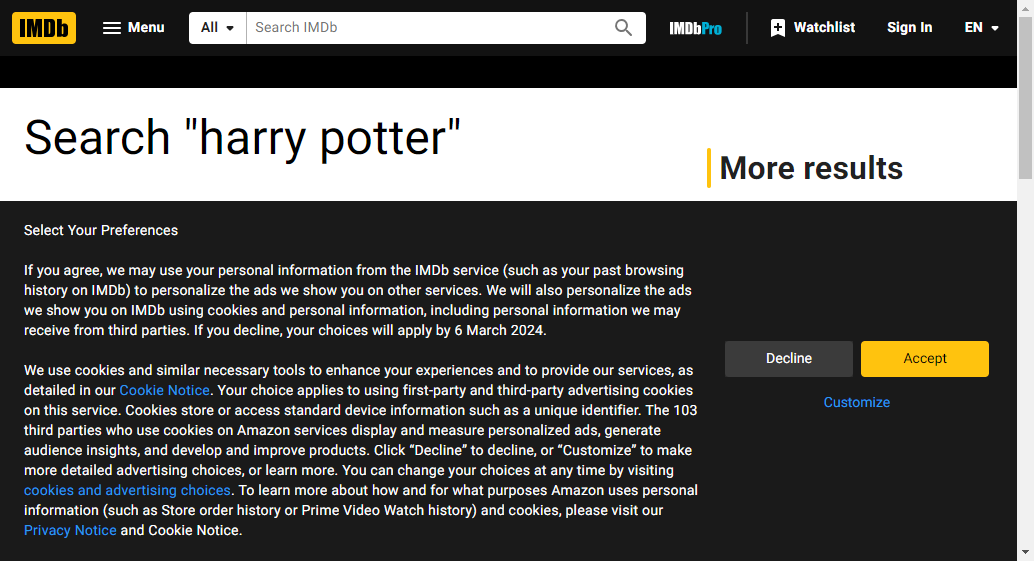 IMDb Menu All Search IMDb IMDbPro Watchlist Sign In EN
Search "harry potter"
More results
Select Your Preferences
If you agree, we may use your personal information from the IMDb service (such as your past browsing
history on IMDb) to personalize the ads we show you on other services. We will also personalize the ads
we show you on IMDb using cookies and personal information, including personal information we may
receive from third parties. If you decline, your choices will apply by 6 March 2024.
We use cookies and similar necessary tools to enhance your experiences and to provide our services, as
detailed in our Cookie Notice. Your choice applies to using first-party and third-party advertising cookies
on this service. Cookies store or access standard device information such as a unique identifier. The 103
third parties who use cookies on Amazon services display and measure personalized ads, generate
audience insights, and develop and improve products. Click “Decline” to decline, or “Customize” to make
more detailed advertising choices, or learn more. You can change your choices at any time by visiting
cookies and advertising choices. To learn more about how and for what purposes Amazon uses personal
information (such as Store order history or Prime Video Watch history) and cookies, please visit our
Privacy Notice and Cookie Notice.
Decline Accept
Customize